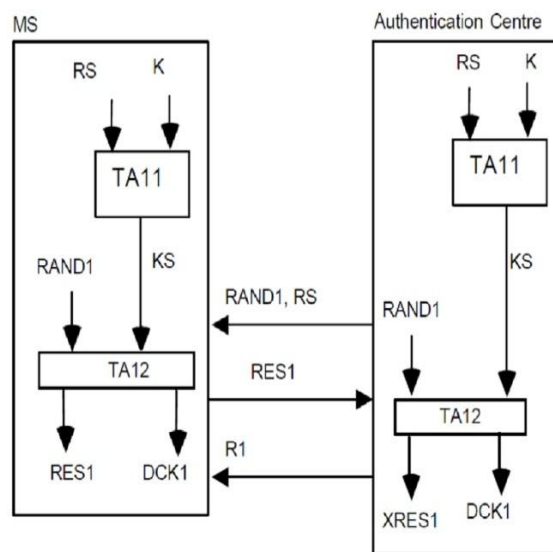 MS
Authentication Centre
RS K
RS K
TA11
TA11
KS
KS
RAND1
RAND1, RS
RAND1
TA12
RES1
TA12
R1
RES1 DCK1
XRES1 DCK1